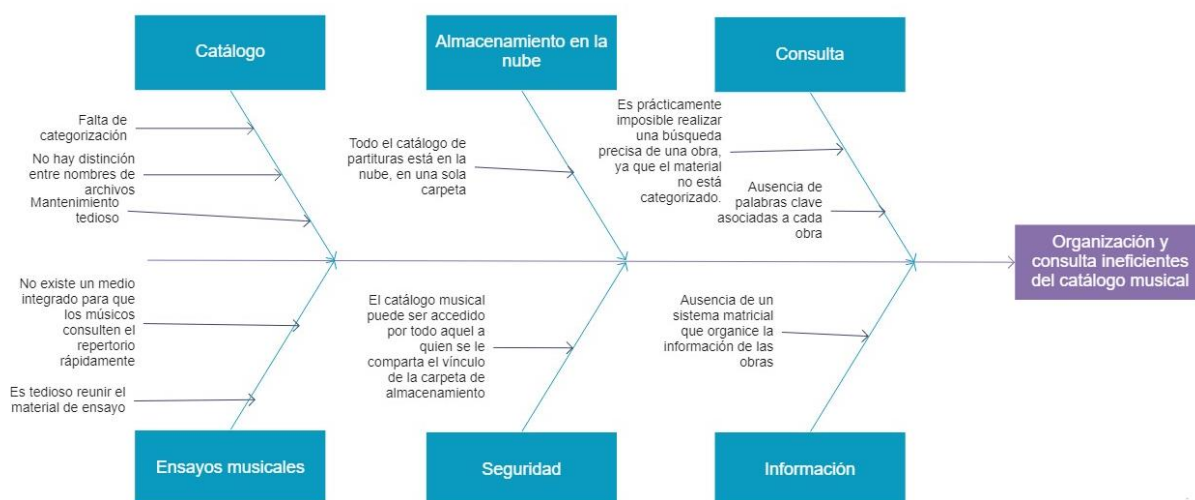 Catálogo
Almacenamiento en la
nube
Consulta
Falta de
categorización
No hay distinción
entre nombres de
archivos
Mantenimiento
tedioso
Todo el catálogo de
partituras está en la
nube, en una sola
carpeta
Es prácticamente
imposible realizar
una búsqueda
precisa de una obra,
ya que el material
no está
categorizado.
Ausencia de
palabras clave
asociadas a cada
obra
Organización y
consulta ineficientes
del catálogo musical
No existe un medio
integrado para que
los músicos
consulten el
repertorio
rápidamente
Es tedioso reunir el
material de ensayo
El catálogo musical
puede ser accedido
por todo aquel a
quien se le
comparta el vínculo
de la carpeta de
almacenamiento
Ausencia de un
sistema matricial
que organice la
información de las
obras
Ensayos musicales
Seguridad
Información